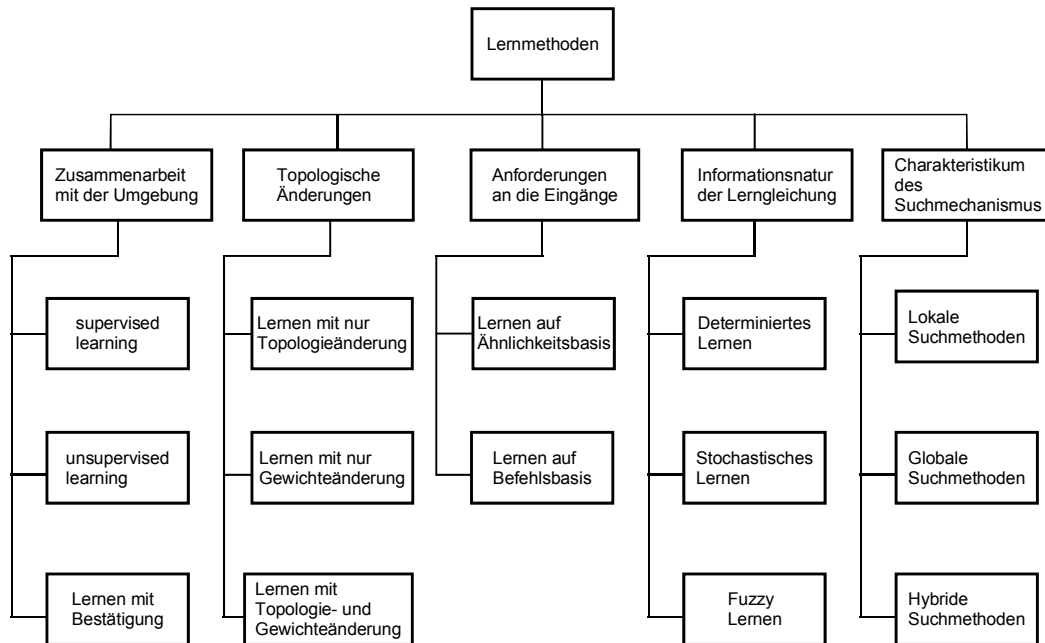 Lernmethoden
Zusammenarbeit
mit der Umgebung
Topologische
Änderungen
Anforderungen
an die Eingänge
Informationsnatur
der Lerngleichung
Charakteristikum
des
Suchmechanismus
supervised
learning
Lernen mit nur
Topologieänderung
Lernen auf
Ähnlichkeitsbasis
Determiniertes
Lernen
Lokale
Suchmethoden
unsupervised
learning
Lernen mit nur
Gewichteänderung
Lernen auf
Befehlsbasis
Stochastisches
Lernen
Globale
Suchmethoden
Lernen mit
Bestätigung
Lernen mit
Topologie- und
Gewichteänderung
Fuzzy
Lernen
Hybride
Suchmethoden